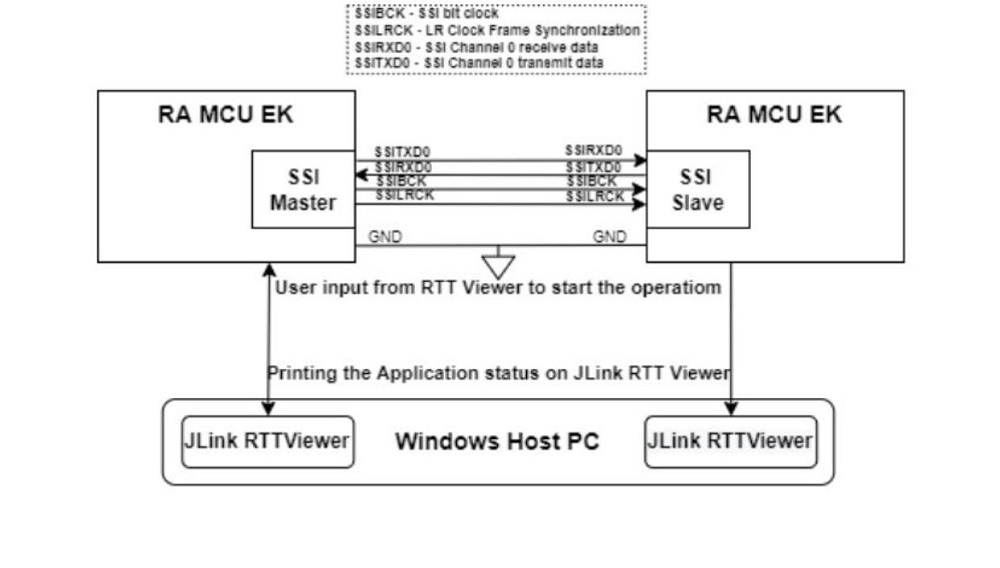 SSIBCK - SSI bit clock
SSILRCK - LR Clock Frame Synchronization
SSIRXD0 - SSI Channel 0 receive data
SSITXD0 - SSI Channel 0 transmit data
RA MCU EK
RA MCU EK
SSI
Master
SSITXD0
SSIRXD0
SSIBCK
SSILRCK
SSIRXD0
SSITXD0
SSIBCK
SSILRCK
SSI
Slave
GND
GND
User input from RTT Viewer to start the operatiom
Printing the Application status on JLink RTT Viewer
JLink RTTViewer
Windows Host PC
JLink RTTViewer